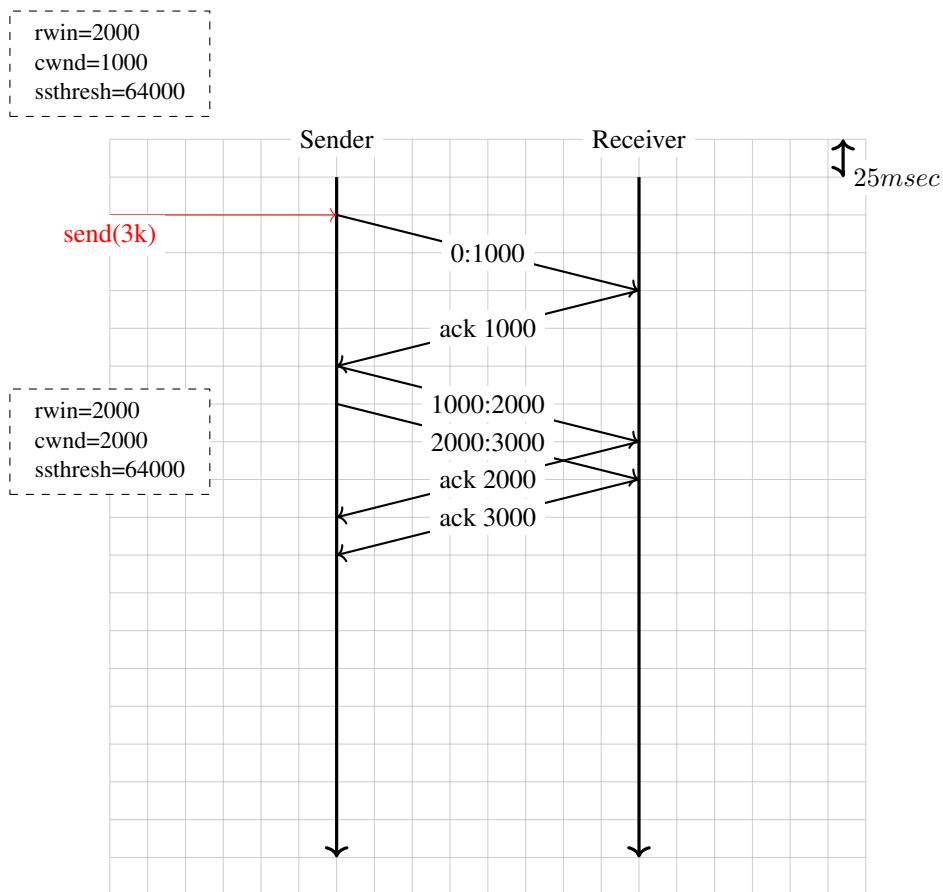 rwin=2000
cwnd=1000
ssthresh=64000
Sender
Receiver
25msec
send(3k)
0:1000
ack 1000
rwin=2000
cwnd=2000
ssthresh=64000
1000:2000
2000:3000
ack 2000
ack 3000